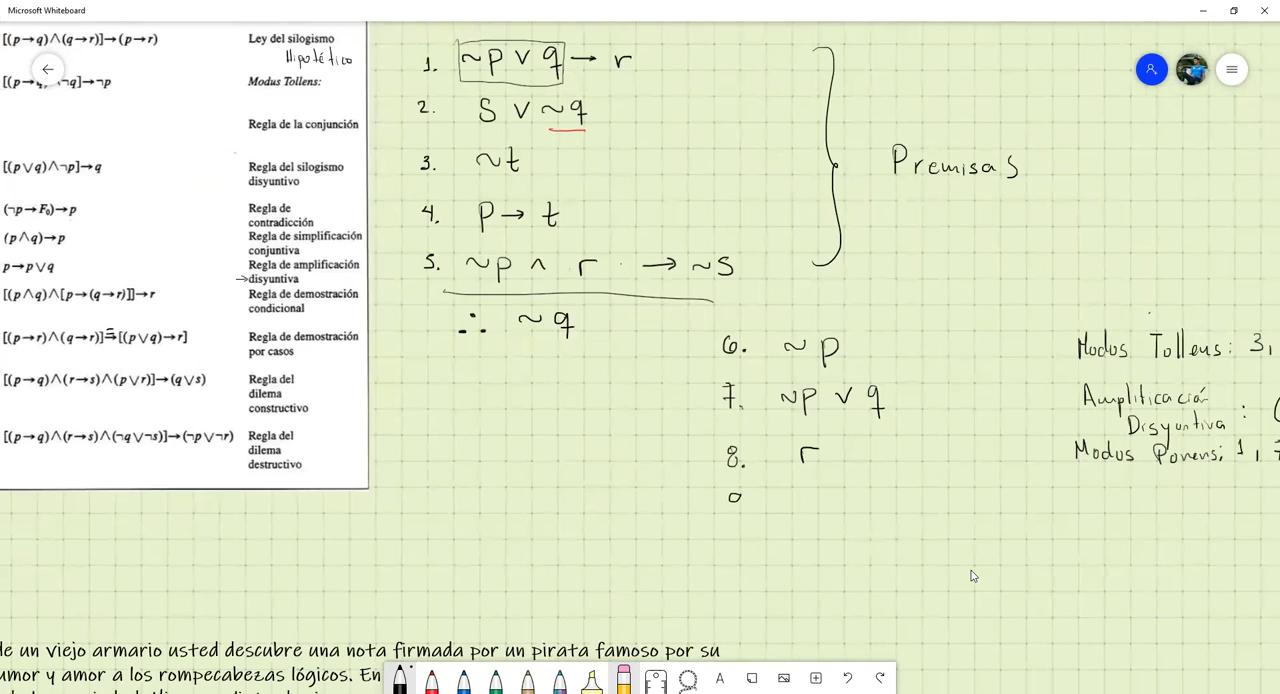 Microsoft Whiteboard
[(p→q)∧(q→r)]→(p→r) Ley del silogismo
Hipotético
¬q]→¬p Modus Tollens:
Regla de la conjunción
[(p∨q)∧¬p]→q Regla del silogismo
disyuntivo
(¬p→F₀)→p Regla de
contradicción
(p∧q)→p Regla de simplificación
conjuntiva
p→p∨q Regla de amplificación
→disyuntiva
[(p∧q)∧[p→(q→r)]]→r Regla de demostración
condicional
[(p→r)∧(q→r)]⇒[(p∨q)→r] Regla de demostración
por casos
[(p→q)∧(r→s)∧(p∨r)]→(q∨s) Regla del
dilema
constructivo
[(p→q)∧(r→s)∧(¬q∨¬s)]→(¬p∨¬r) Regla del
dilema
destructivo
1. ~p ∨ q → r
2. S ∨ ~q
3. ~t
4. p → t
5. ~p ∧ r → ~s
∴ ~q
Premisas
6. ~p Modus Tollens: 3,
7. ~p ∨ q Amplificación
Disyuntiva :
8. r Modus Ponens; 1, 7
de un viejo armario usted descubre una nota firmada por un pirata famoso por su
umor y amor a los rompecabezas lógicos. En